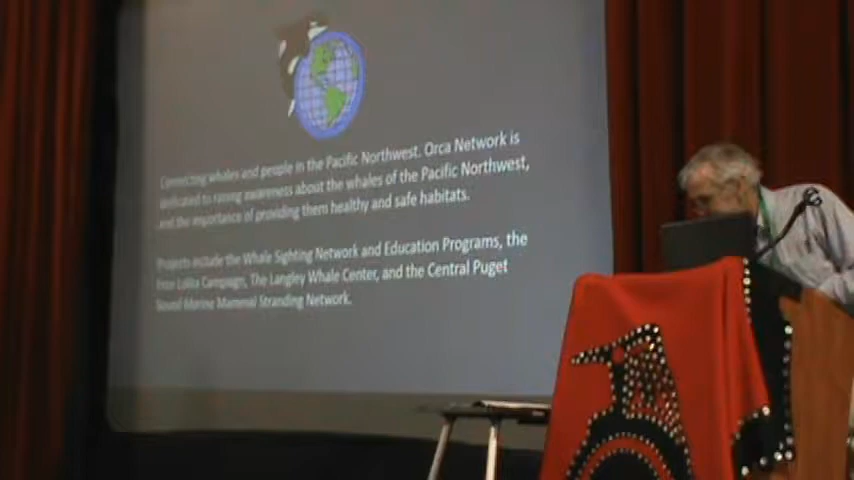 Connecting whales and people in the Pacific Northwest. Orca Network is
dedicated to raising awareness about the whales of the Pacific Northwest,
and the importance of providing them healthy and safe habitats.
Projects include the Whale Sighting Network and Education Programs, the
Free Lolita Campaign, The Langley Whale Center, and the Central Puget
Sound Marine Mammal Stranding Network.